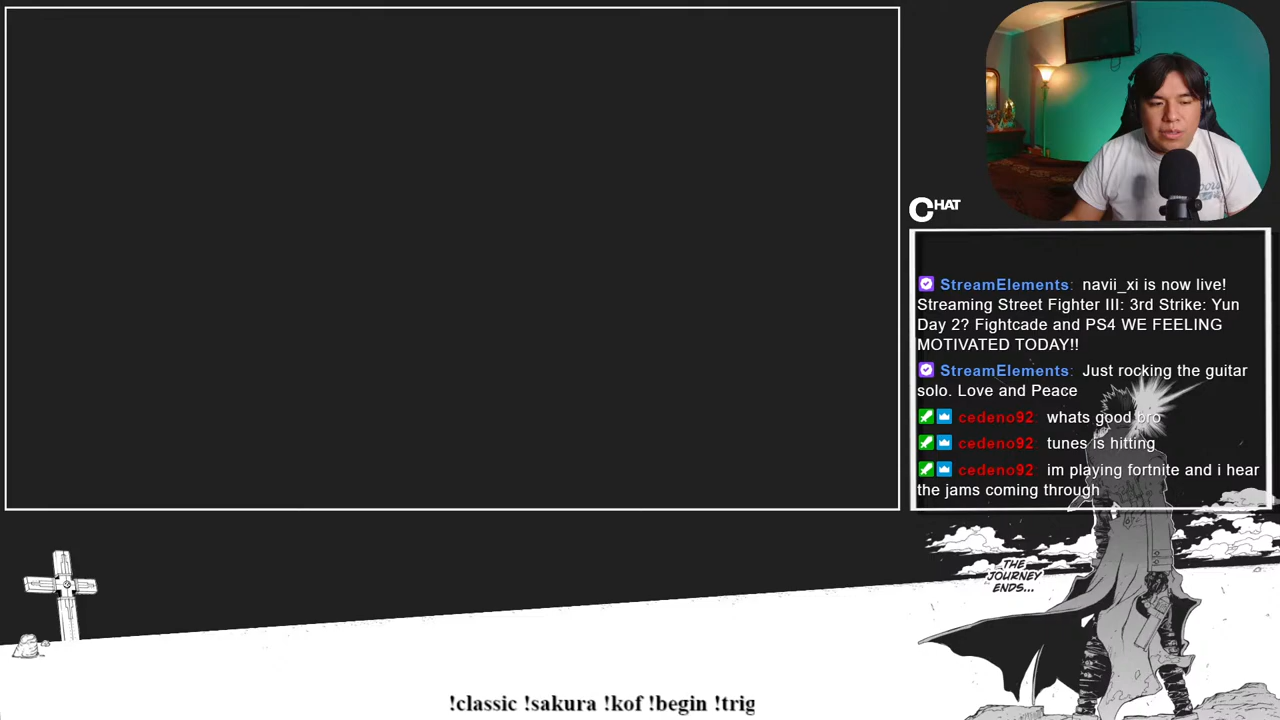 CHAT
StreamElements: navii_xi is now live!
Streaming Street Fighter III: 3rd Strike: Yun
Day 2? Fightcade and PS4 WE FEELING
MOTIVATED TODAY!!
StreamElements: Just rocking the guitar
solo. Love and Peace
cedeno92: whats good bro
cedeno92: tunes is hitting
cedeno92: im playing fortnite and i hear
the jams coming through
THE
JOURNEY
ENDS...
!classic !sakura !kof !begin !trig